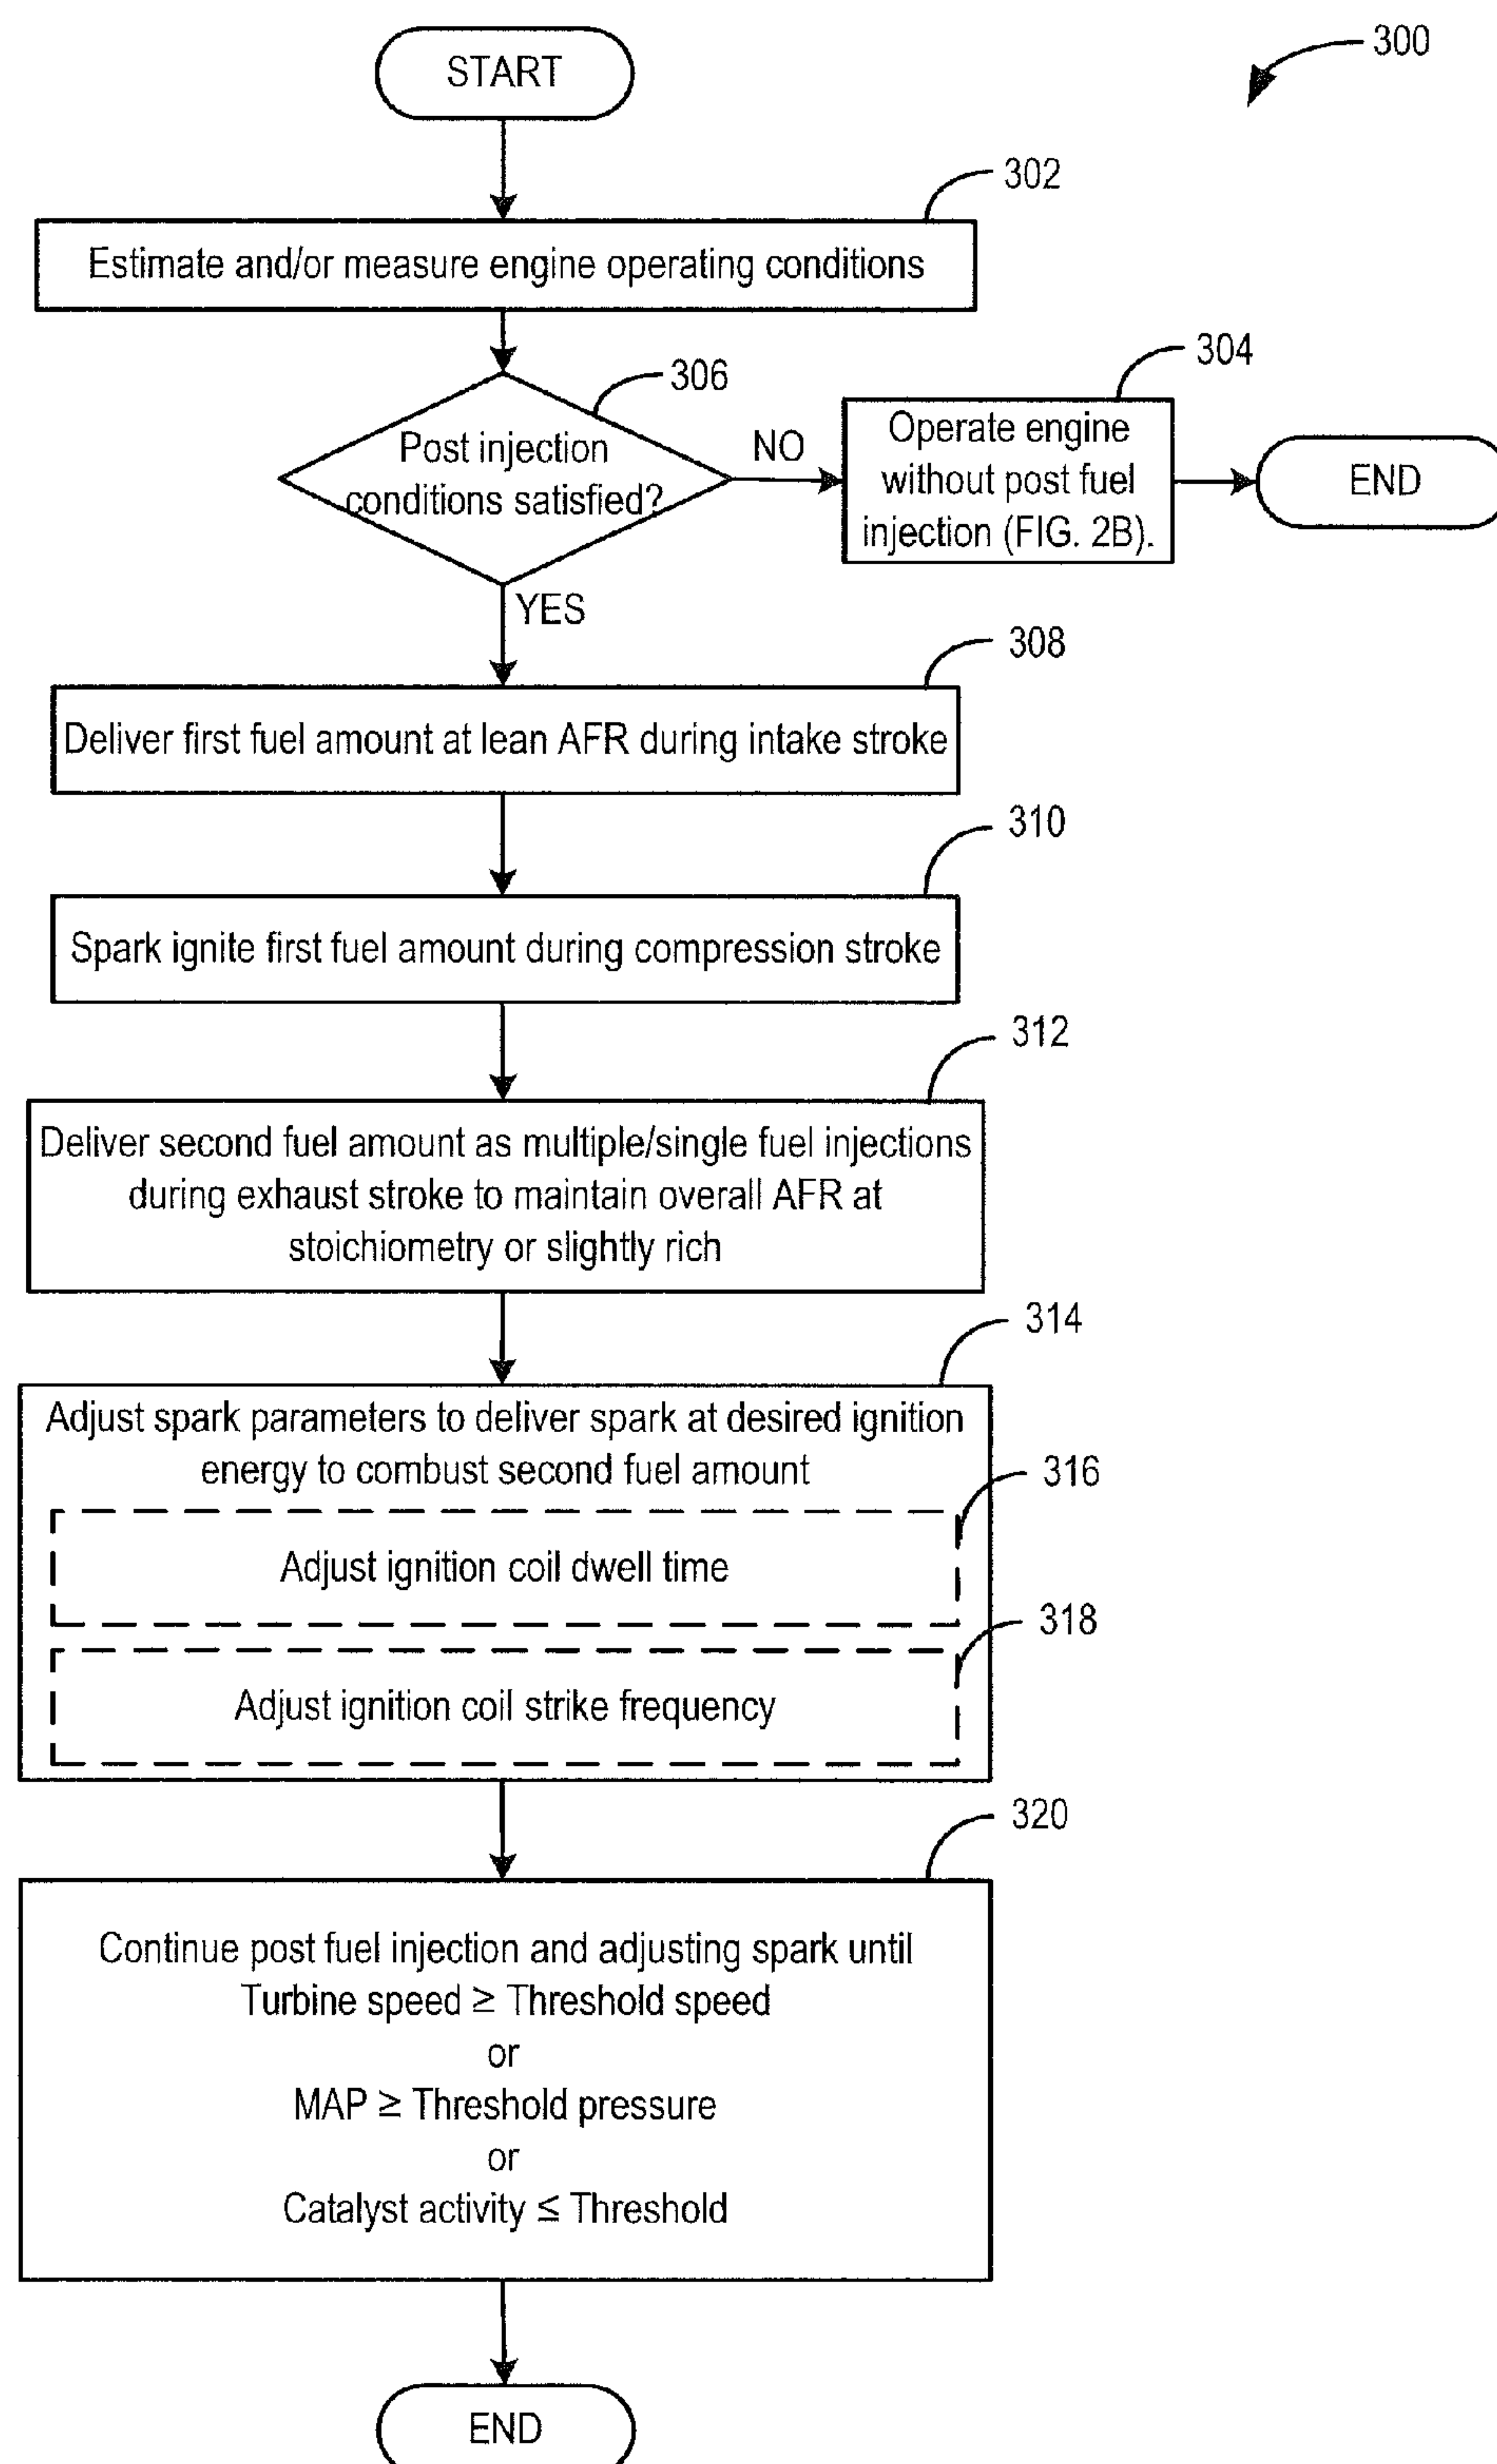 START
300
302
Estimate and/or measure engine operating conditions
306
304
Post injection
conditions satisfied?
NO
Operate engine
without post fuel
injection (FIG. 2B).
END
YES
308
Deliver first fuel amount at lean AFR during intake stroke
310
Spark ignite first fuel amount during compression stroke
312
Deliver second fuel amount as multiple/single fuel injections
during exhaust stroke to maintain overall AFR at
stoichiometry or slightly rich
314
Adjust spark parameters to deliver spark at desired ignition
energy to combust second fuel amount
316
Adjust ignition coil dwell time
318
Adjust ignition coil strike frequency
320
Continue post fuel injection and adjusting spark until
Turbine speed ≥ Threshold speed
or
MAP ≥ Threshold pressure
or
Catalyst activity ≤ Threshold
END